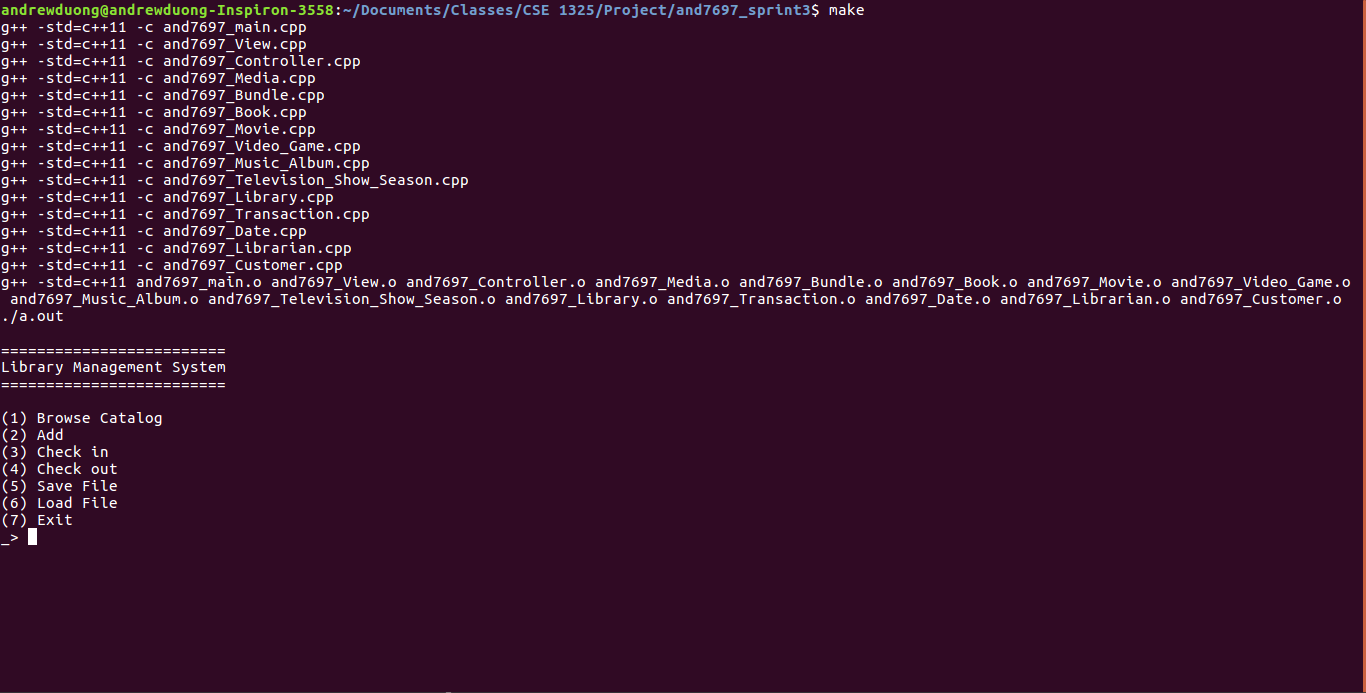 andrewduong@andrewduong-Inspiron-3558:~/Documents/Classes/CSE 1325/Project/and7697_sprint3$ make
g++ -std=c++11 -c and7697_main.cpp
g++ -std=c++11 -c and7697_View.cpp
g++ -std=c++11 -c and7697_Controller.cpp
g++ -std=c++11 -c and7697_Media.cpp
g++ -std=c++11 -c and7697_Bundle.cpp
g++ -std=c++11 -c and7697_Book.cpp
g++ -std=c++11 -c and7697_Movie.cpp
g++ -std=c++11 -c and7697_Video_Game.cpp
g++ -std=c++11 -c and7697_Music_Album.cpp
g++ -std=c++11 -c and7697_Television_Show_Season.cpp
g++ -std=c++11 -c and7697_Library.cpp
g++ -std=c++11 -c and7697_Transaction.cpp
g++ -std=c++11 -c and7697_Date.cpp
g++ -std=c++11 -c and7697_Librarian.cpp
g++ -std=c++11 -c and7697_Customer.cpp
g++ -std=c++11 and7697_main.o and7697_View.o and7697_Controller.o and7697_Media.o and7697_Bundle.o and7697_Book.o and7697_Movie.o and7697_Video_Game.o
 and7697_Music_Album.o and7697_Television_Show_Season.o and7697_Library.o and7697_Transaction.o and7697_Date.o and7697_Librarian.o and7697_Customer.o
./a.out
=========================
Library Management System
=========================
(1) Browse Catalog
(2) Add
(3) Check in
(4) Check out
(5) Save File
(6) Load File
(7) Exit
_>